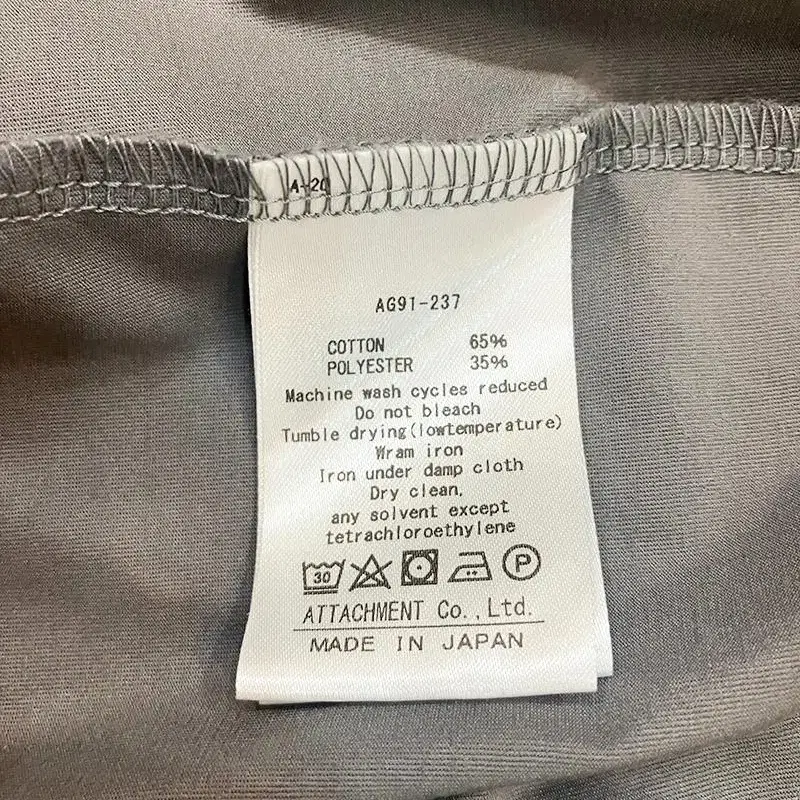 A-20
AG91-237
COTTON 65%
POLYESTER 35%
Machine wash cycles reduced
Do not bleach
Tumble drying(lowtemperature)
Wram iron
Iron under damp cloth
Dry clean,
any solvent except
tetrachloroethylene
30 P
ATTACHMENT Co.,Ltd.
MADE IN JAPAN